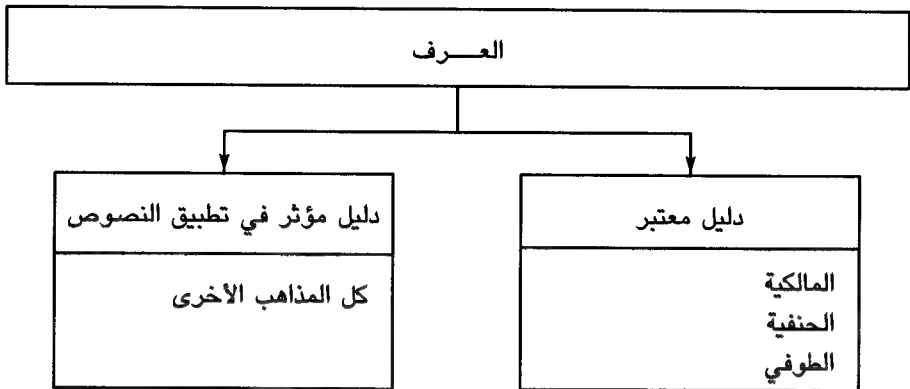 العـــرف
دليل معتبر
المالكية
الحنفية
الطوفي
دليل مؤثر في تطبيق النصوص
كل المذاهب الأخرى